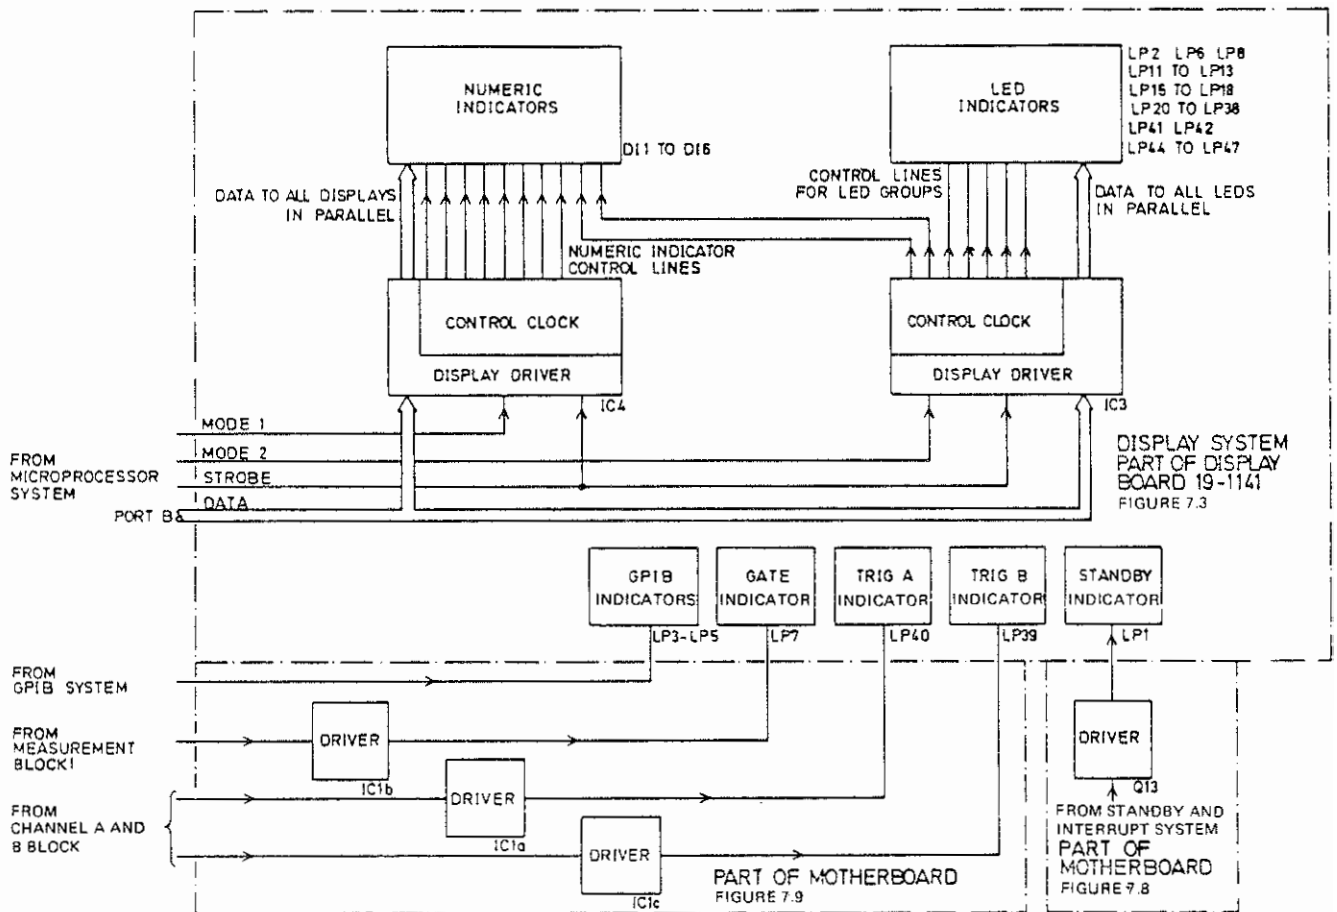 NUMERIC
INDICATORS
DI1 TO DI6
LED
INDICATORS
LP2 LP6 LP8
LP11 TO LP13
LP15 TO LP18
LP20 TO LP38
LP41 LP42
LP44 TO LP47
DATA TO ALL DISPLAYS
IN PARALLEL
NUMERIC INDICATOR
CONTROL LINES
CONTROL LINES
FOR LED GROUPS
DATA TO ALL LEDS
IN PARALLEL
CONTROL CLOCK
DISPLAY DRIVER
IC4
CONTROL CLOCK
DISPLAY DRIVER
IC3
FROM
MICROPROCESSOR
SYSTEM
MODE 1
MODE 2
STROBE
DATA
PORT B
DISPLAY SYSTEM
PART OF DISPLAY
BOARD 19-1141
FIGURE 7.3
GPIB
INDICATORS
LP3-LP5
GATE
INDICATOR
LP7
TRIG A
INDICATOR
LP40
TRIG B
INDICATOR
LP39
STANDBY
INDICATOR
LP1
FROM
GPIB SYSTEM
FROM
MEASUREMENT
BLOCK1
DRIVER
IC1b
FROM
CHANNEL A AND
B BLOCK
DRIVER
IC1a
DRIVER
IC1c
PART OF MOTHERBOARD
FIGURE 7.9
DRIVER
Q13
FROM STANDBY AND
INTERRUPT SYSTEM
PART OF
MOTHERBOARD
FIGURE 7.8